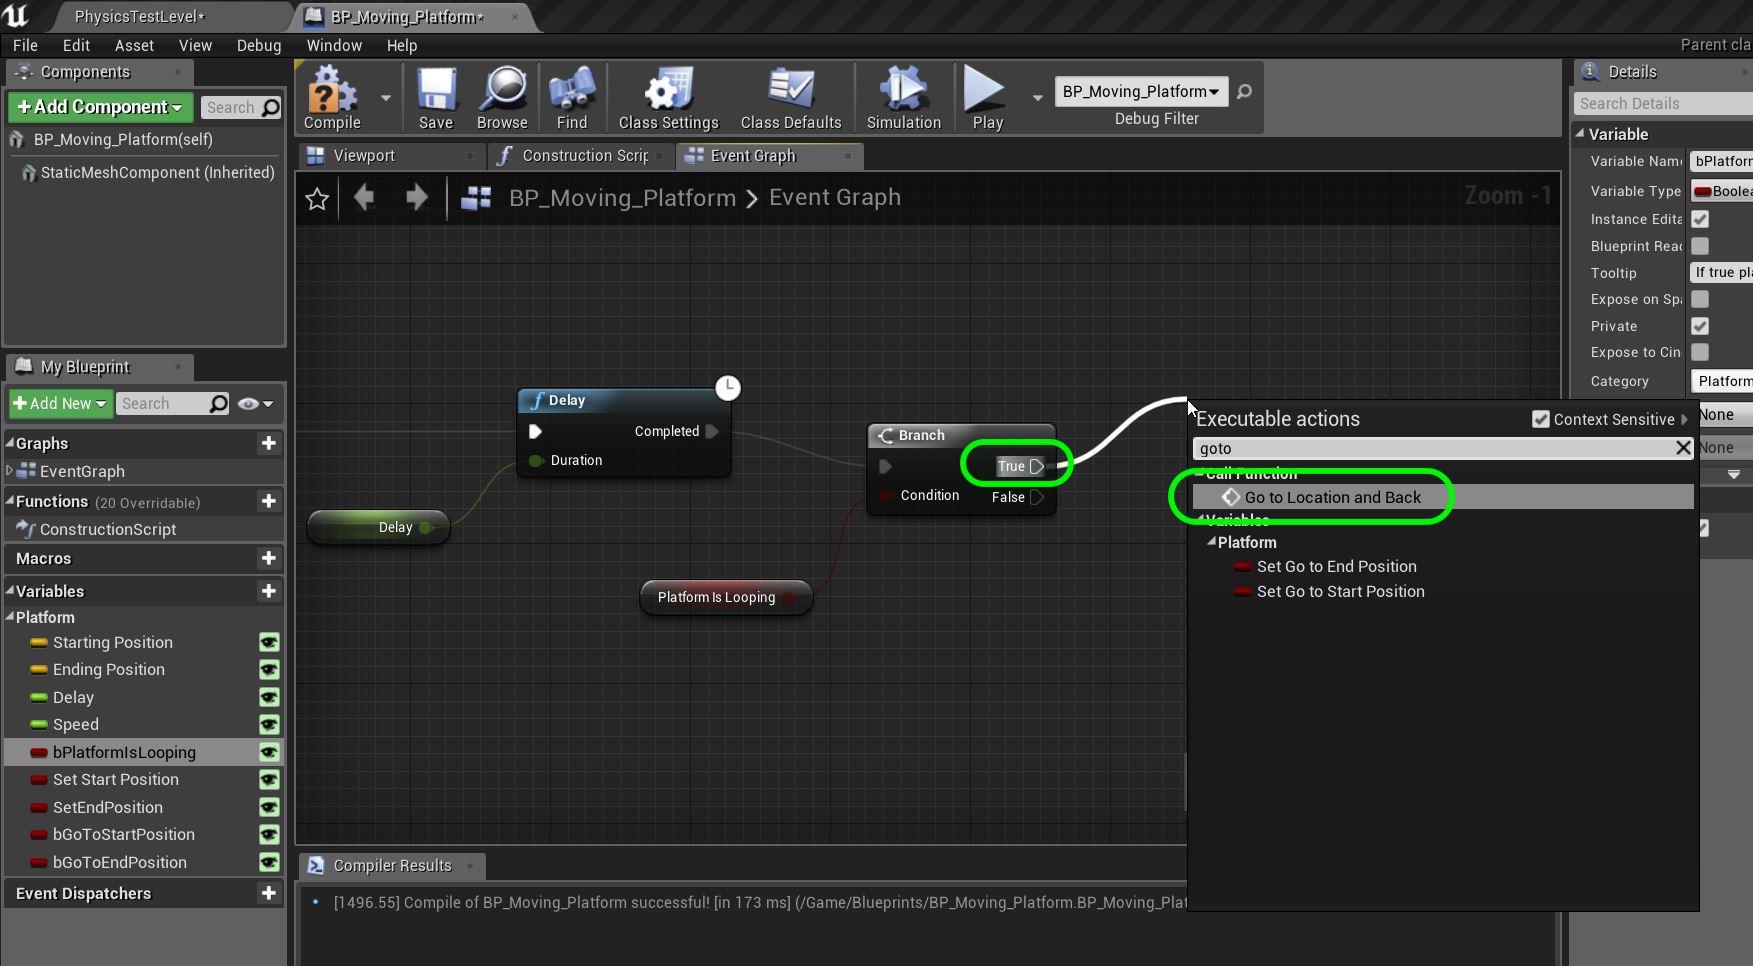 PhysicsTestLevel*
BP_Moving_Platform*
File Edit Asset View Debug Window Help
Parent cla
Components
+Add Component
Search
BP_Moving_Platform(self)
StaticMeshComponent (Inherited)
Compile
Save
Browse
Find
Class Settings
Class Defaults
Simulation
Play
BP_Moving_Platform
Debug Filter
Viewport
Construction Scrip
Event Graph
BP_Moving_Platform > Event Graph
Zoom -1
Details
Search Details
Variable
Variable Nam bPlatform
Variable Type Boolea
Instance Edita
Blueprint Rea
Tooltip If true pl
Expose on Sp
Private
Expose to Cin
Category Platform
None
None
My Blueprint
+Add New
Search
Graphs
EventGraph
Functions (20 Overridable)
ConstructionScript
Macros
Variables
Platform
Starting Position
Ending Position
Delay
Speed
bPlatformIsLooping
Set Start Position
SetEndPosition
bGoToStartPosition
bGoToEndPosition
Event Dispatchers
f Delay
Completed
Duration
Delay
Branch
True
Condition
False
Platform Is Looping
Executable actions
Context Sensitive
goto
Call Function
Go to Location and Back
Variables
Platform
Set Go to End Position
Set Go to Start Position
Compiler Results
[1496.55] Compile of BP_Moving_Platform successful! [in 173 ms] (/Game/Blueprints/BP_Moving_Platform.BP_Moving_Plat